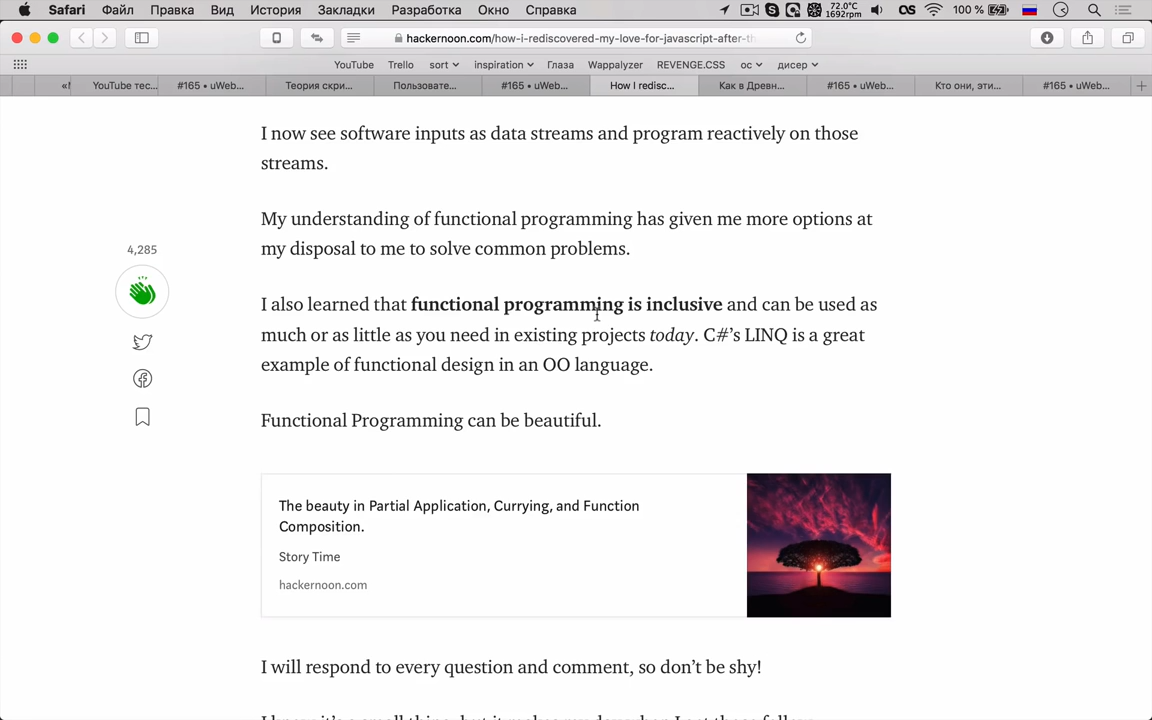 Safari Файл Правка Вид История Закладки Разработка Окно Справка 72.0°C 1692rpm OS 100 %
hackernoon.com/how-i-rediscovered-my-love-for-javascript-after-th
YouTube Trello sort inspiration Глаза Wappalyzer REVENGE.CSS ос дисер
«Г YouTube тес... #165 • uWeb... Теория скри... Пользовате... #165 • uWeb... How I redisc... Как в Древн... #165 • uWeb... Кто они, эти... #165 • uWeb...
I now see software inputs as data streams and program reactively on those
streams.
My understanding of functional programming has given me more options at
my disposal to me to solve common problems.
4,285
I also learned that functional programming is inclusive and can be used as
much or as little as you need in existing projects today. C#’s LINQ is a great
example of functional design in an OO language.
Functional Programming can be beautiful.
The beauty in Partial Application, Currying, and Function
Composition.
Story Time
hackernoon.com
I will respond to every question and comment, so don’t be shy!